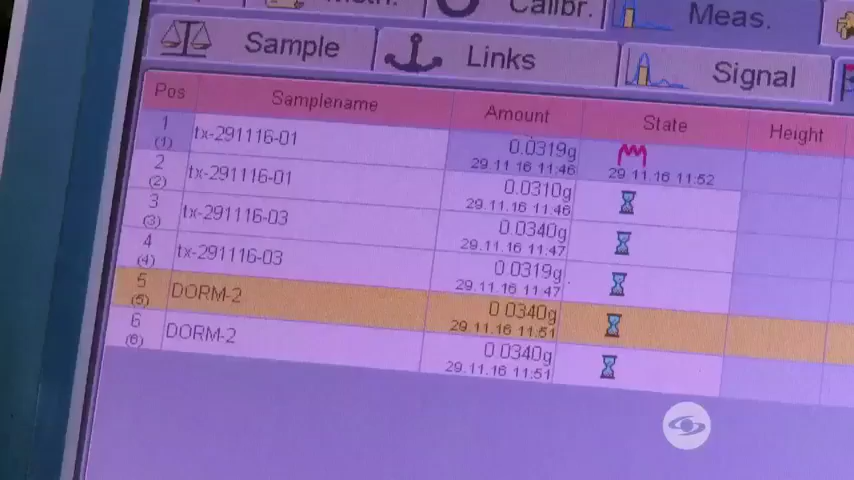 Calibr.
Meas.
Sample
Links
Signal
Pos
Samplename
Amount
State
Height
1
(1)
tx-291116-01
0.0319g
29.11.16 11:46
29.11.16 11:52
2
(2)
tx-291116-01
0.0310g
29.11.16 11:46
3
(3)
tx-291116-03
0.0340g
29.11.16 11:47
4
(4)
tx-291116-03
0.0319g
29.11.16 11:47
5
(5)
DORM-2
0.0340g
29.11.16 11:51
6
(6)
DORM-2
0.0340g
29.11.16 11:51